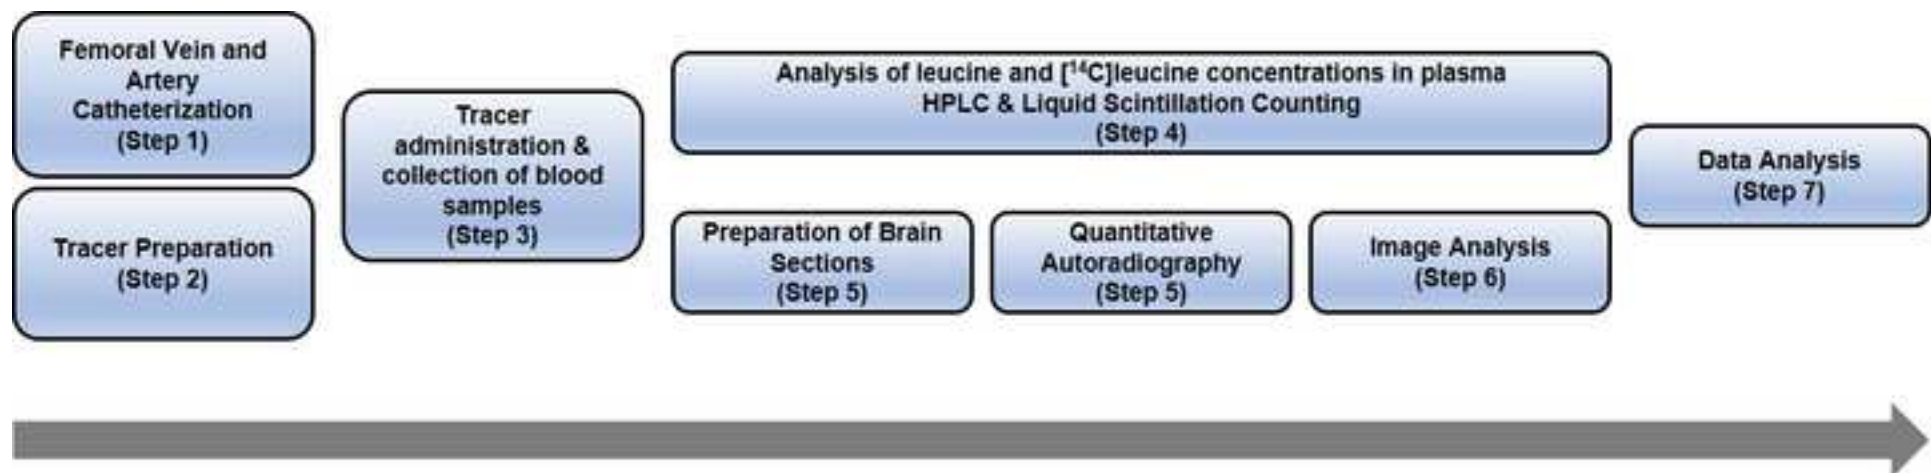 Femoral Vein and
Artery
Catheterization
(Step 1)
Tracer Preparation
(Step 2)
Tracer
administration &
collection of blood
samples
(Step 3)
Analysis of leucine and [¹⁴C]leucine concentrations in plasma
HPLC & Liquid Scintillation Counting
(Step 4)
Preparation of Brain
Sections
(Step 5)
Quantitative
Autoradiography
(Step 5)
Image Analysis
(Step 6)
Data Analysis
(Step 7)